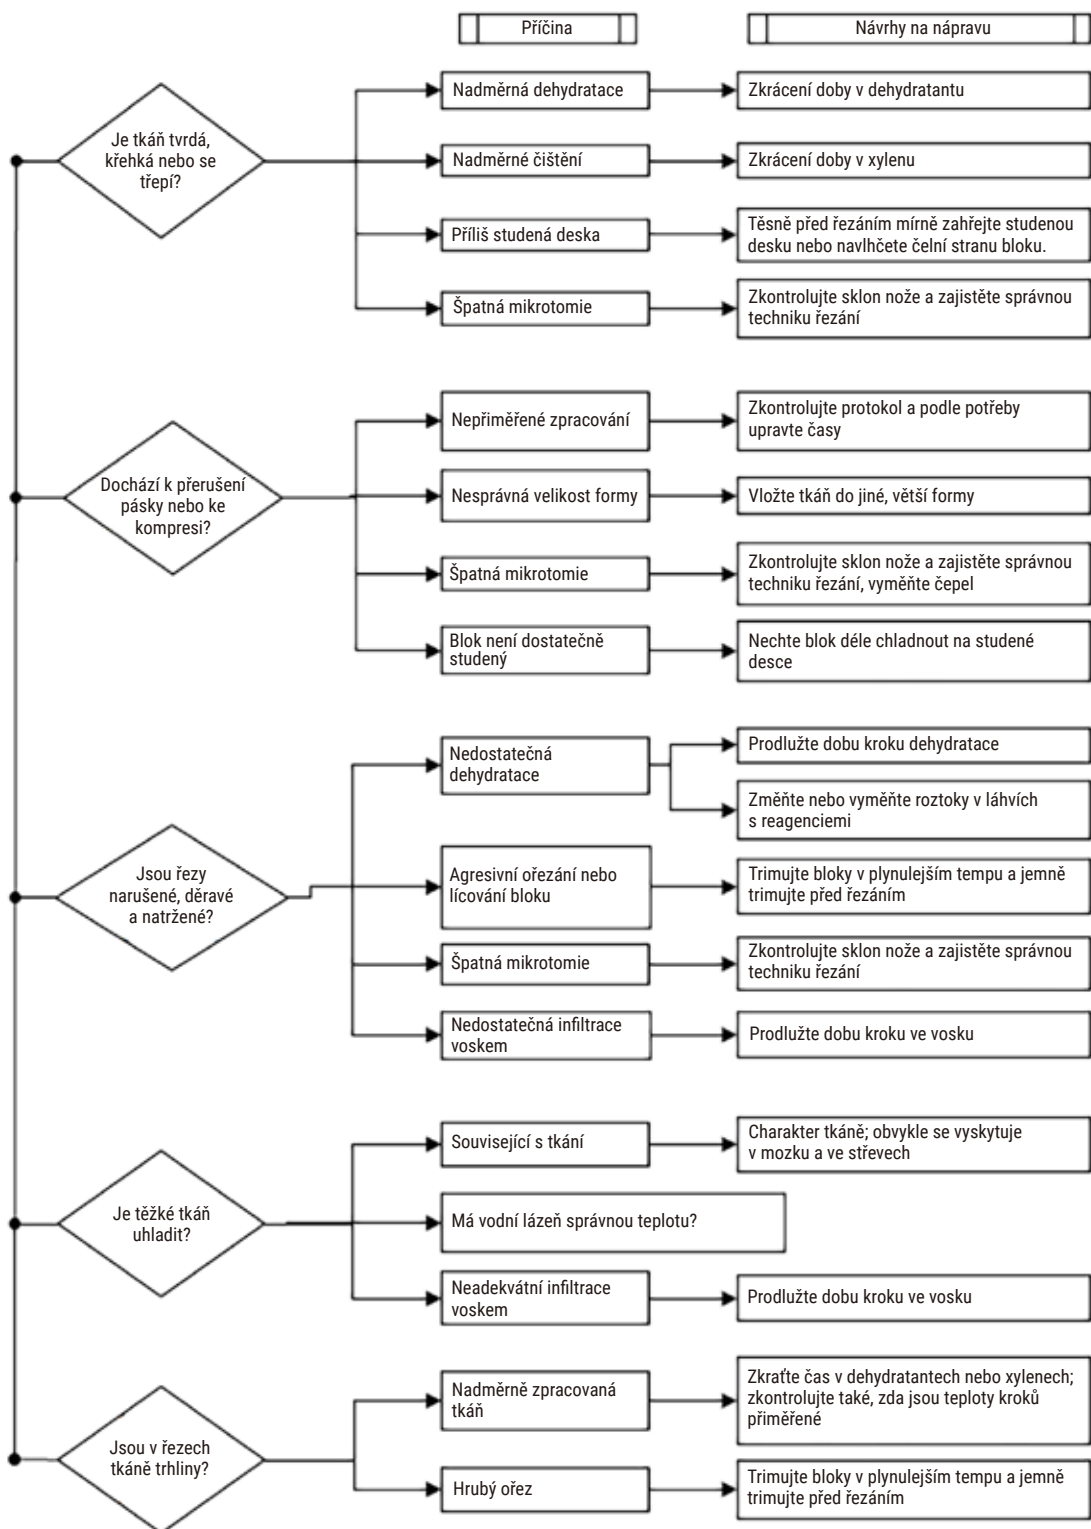 Příčina
Návrhy na nápravu
Je tkáň tvrdá,
křehká nebo se
třepí?
Nadměrná dehydratace
Zkrácení doby v dehydratantu
Nadměrné čištění
Zkrácení doby v xylenu
Příliš studená deska
Těsně před řezáním mírně zahřejte studenou
desku nebo navlhčete čelní stranu bloku.
Špatná mikrotomie
Zkontrolujte sklon nože a zajistěte správnou
techniku řezání
Dochází k přerušení
pásky nebo ke
kompresi?
Nepřiměřené zpracování
Zkontrolujte protokol a podle potřeby
upravte časy
Nesprávná velikost formy
Vložte tkáň do jiné, větší formy
Špatná mikrotomie
Zkontrolujte sklon nože a zajistěte správnou
techniku řezání, vyměňte čepel
Blok není dostatečně
studený
Nechte blok déle chladnout na studené
desce
Jsou řezy
narušené, děravé
a natržené?
Nedostatečná
dehydratace
Prodlužte dobu kroku dehydratace
Změňte nebo vyměňte roztoky v láhvích
s reagenciemi
Agresivní ořezání nebo
lícování bloku
Trimujte bloky v plynulejším tempu a jemně
trimujte před řezáním
Špatná mikrotomie
Zkontrolujte sklon nože a zajistěte správnou
techniku řezání
Nedostatečná infiltrace
voskem
Prodlužte dobu kroku ve vosku
Je těžké tkáň
uhladit?
Související s tkání
Charakter tkáně; obvykle se vyskytuje
v mozku a ve střevech
Má vodní lázeň správnou teplotu?
Neadekvátní infiltrace
voskem
Prodlužte dobu kroku ve vosku
Jsou v řezech
tkáně trhliny?
Nadměrně zpracovaná
tkáň
Zkraťte čas v dehydratantech nebo xylenech;
zkontrolujte také, zda jsou teploty kroků
přiměřené
Hrubý ořez
Trimujte bloky v plynulejším tempu a jemně
trimujte před řezáním